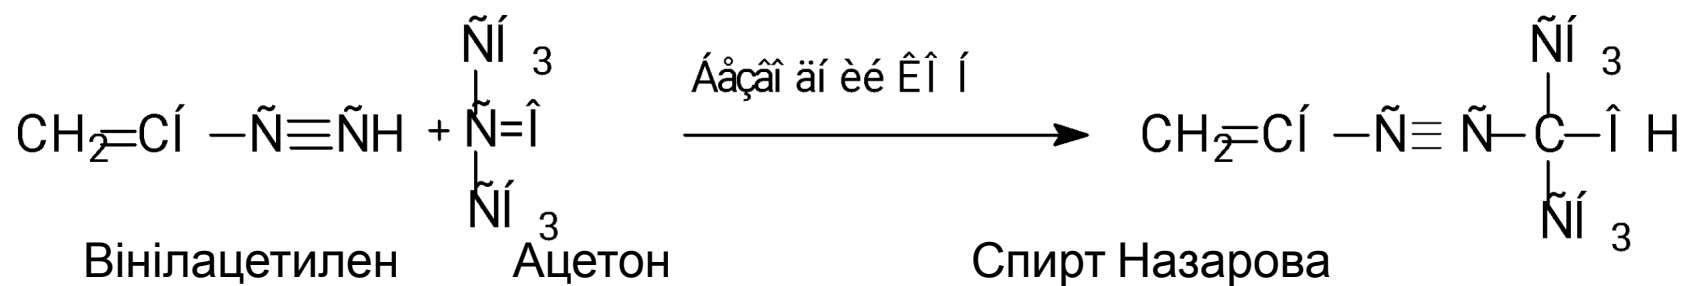 ÑÍ 3 ÑÍ 3
Áåçâî äí èé ÊÎ Í
CH2=CÍ –Ñ≡ÑH + Ñ=Î CH2=CÍ –Ñ≡ Ñ–C–Î H
ÑÍ 3 ÑÍ 3
Вінілацетилен Ацетон Спирт Назарова